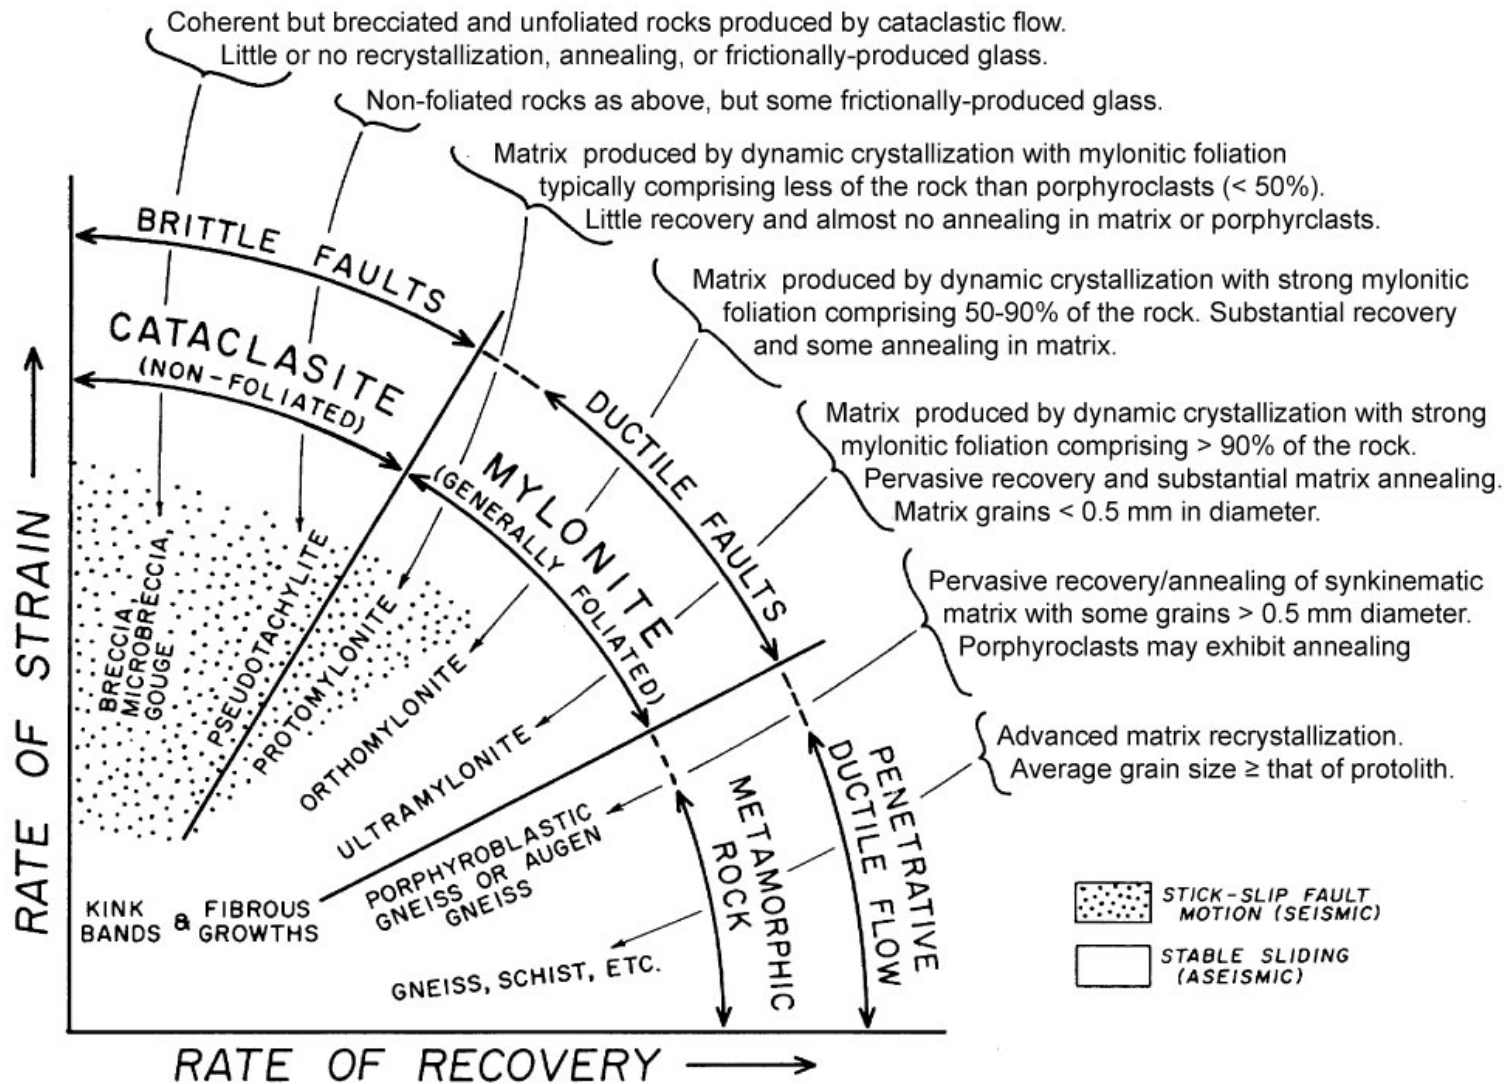 Coherent but brecciated and unfoliated rocks produced by cataclastic flow.
Little or no recrystallization, annealing, or frictionally-produced glass.
Non-foliated rocks as above, but some frictionally-produced glass.
Matrix produced by dynamic crystallization with mylonitic foliation
typically comprising less of the rock than porphyroclasts (< 50%).
Little recovery and almost no annealing in matrix or porphyrclasts.
Matrix produced by dynamic crystallization with strong mylonitic
foliation comprising 50-90% of the rock. Substantial recovery
and some annealing in matrix.
Matrix produced by dynamic crystallization with strong
mylonitic foliation comprising > 90% of the rock.
Pervasive recovery and substantial matrix annealing.
Matrix grains < 0.5 mm in diameter.
Pervasive recovery/annealing of synkinematic
matrix with some grains > 0.5 mm diameter.
Porphyroclasts may exhibit annealing
Advanced matrix recrystallization.
Average grain size ≥ that of protolith.
BRITTLE FAULTS
DUCTILE FAULTS
PENETRATIVE
DUCTILE FLOW
CATACLASITE
(NON-FOLIATED)
MYLONITE
(GENERALLY FOLIATED)
METAMORPHIC
ROCK
BRECCIA,
MICROBRECCIA,
GOUGE
PSEUDOTACHYLITE
PROTOMYLONITE
ORTHOMYLONITE
ULTRAMYLONITE
PORPHYROBLASTIC
GNEISS OR AUGEN
GNEISS
GNEISS, SCHIST, ETC.
KINK
BANDS
&
FIBROUS
GROWTHS
RATE OF STRAIN
RATE OF RECOVERY
STICK-SLIP FAULT
MOTION (SEISMIC)
STABLE SLIDING
(ASEISMIC)